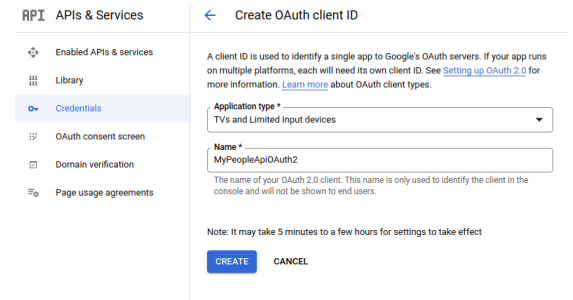 API APIs & Services
Enabled APIs & services
Library
Credentials
OAuth consent screen
Domain verification
Page usage agreements
Create OAuth client ID
A client ID is used to identify a single app to Google's OAuth servers. If your app runs
on multiple platforms, each will need its own client ID. See Setting up OAuth 2.0 for
more information. Learn more about OAuth client types.
Application type *
TVs and Limited Input devices
Name *
MyPeopleApiOAuth2
The name of your OAuth 2.0 client. This name is only used to identify the client in the
console and will not be shown to end users.
Note: It may take 5 minutes to a few hours for settings to take effect
CREATE CANCEL